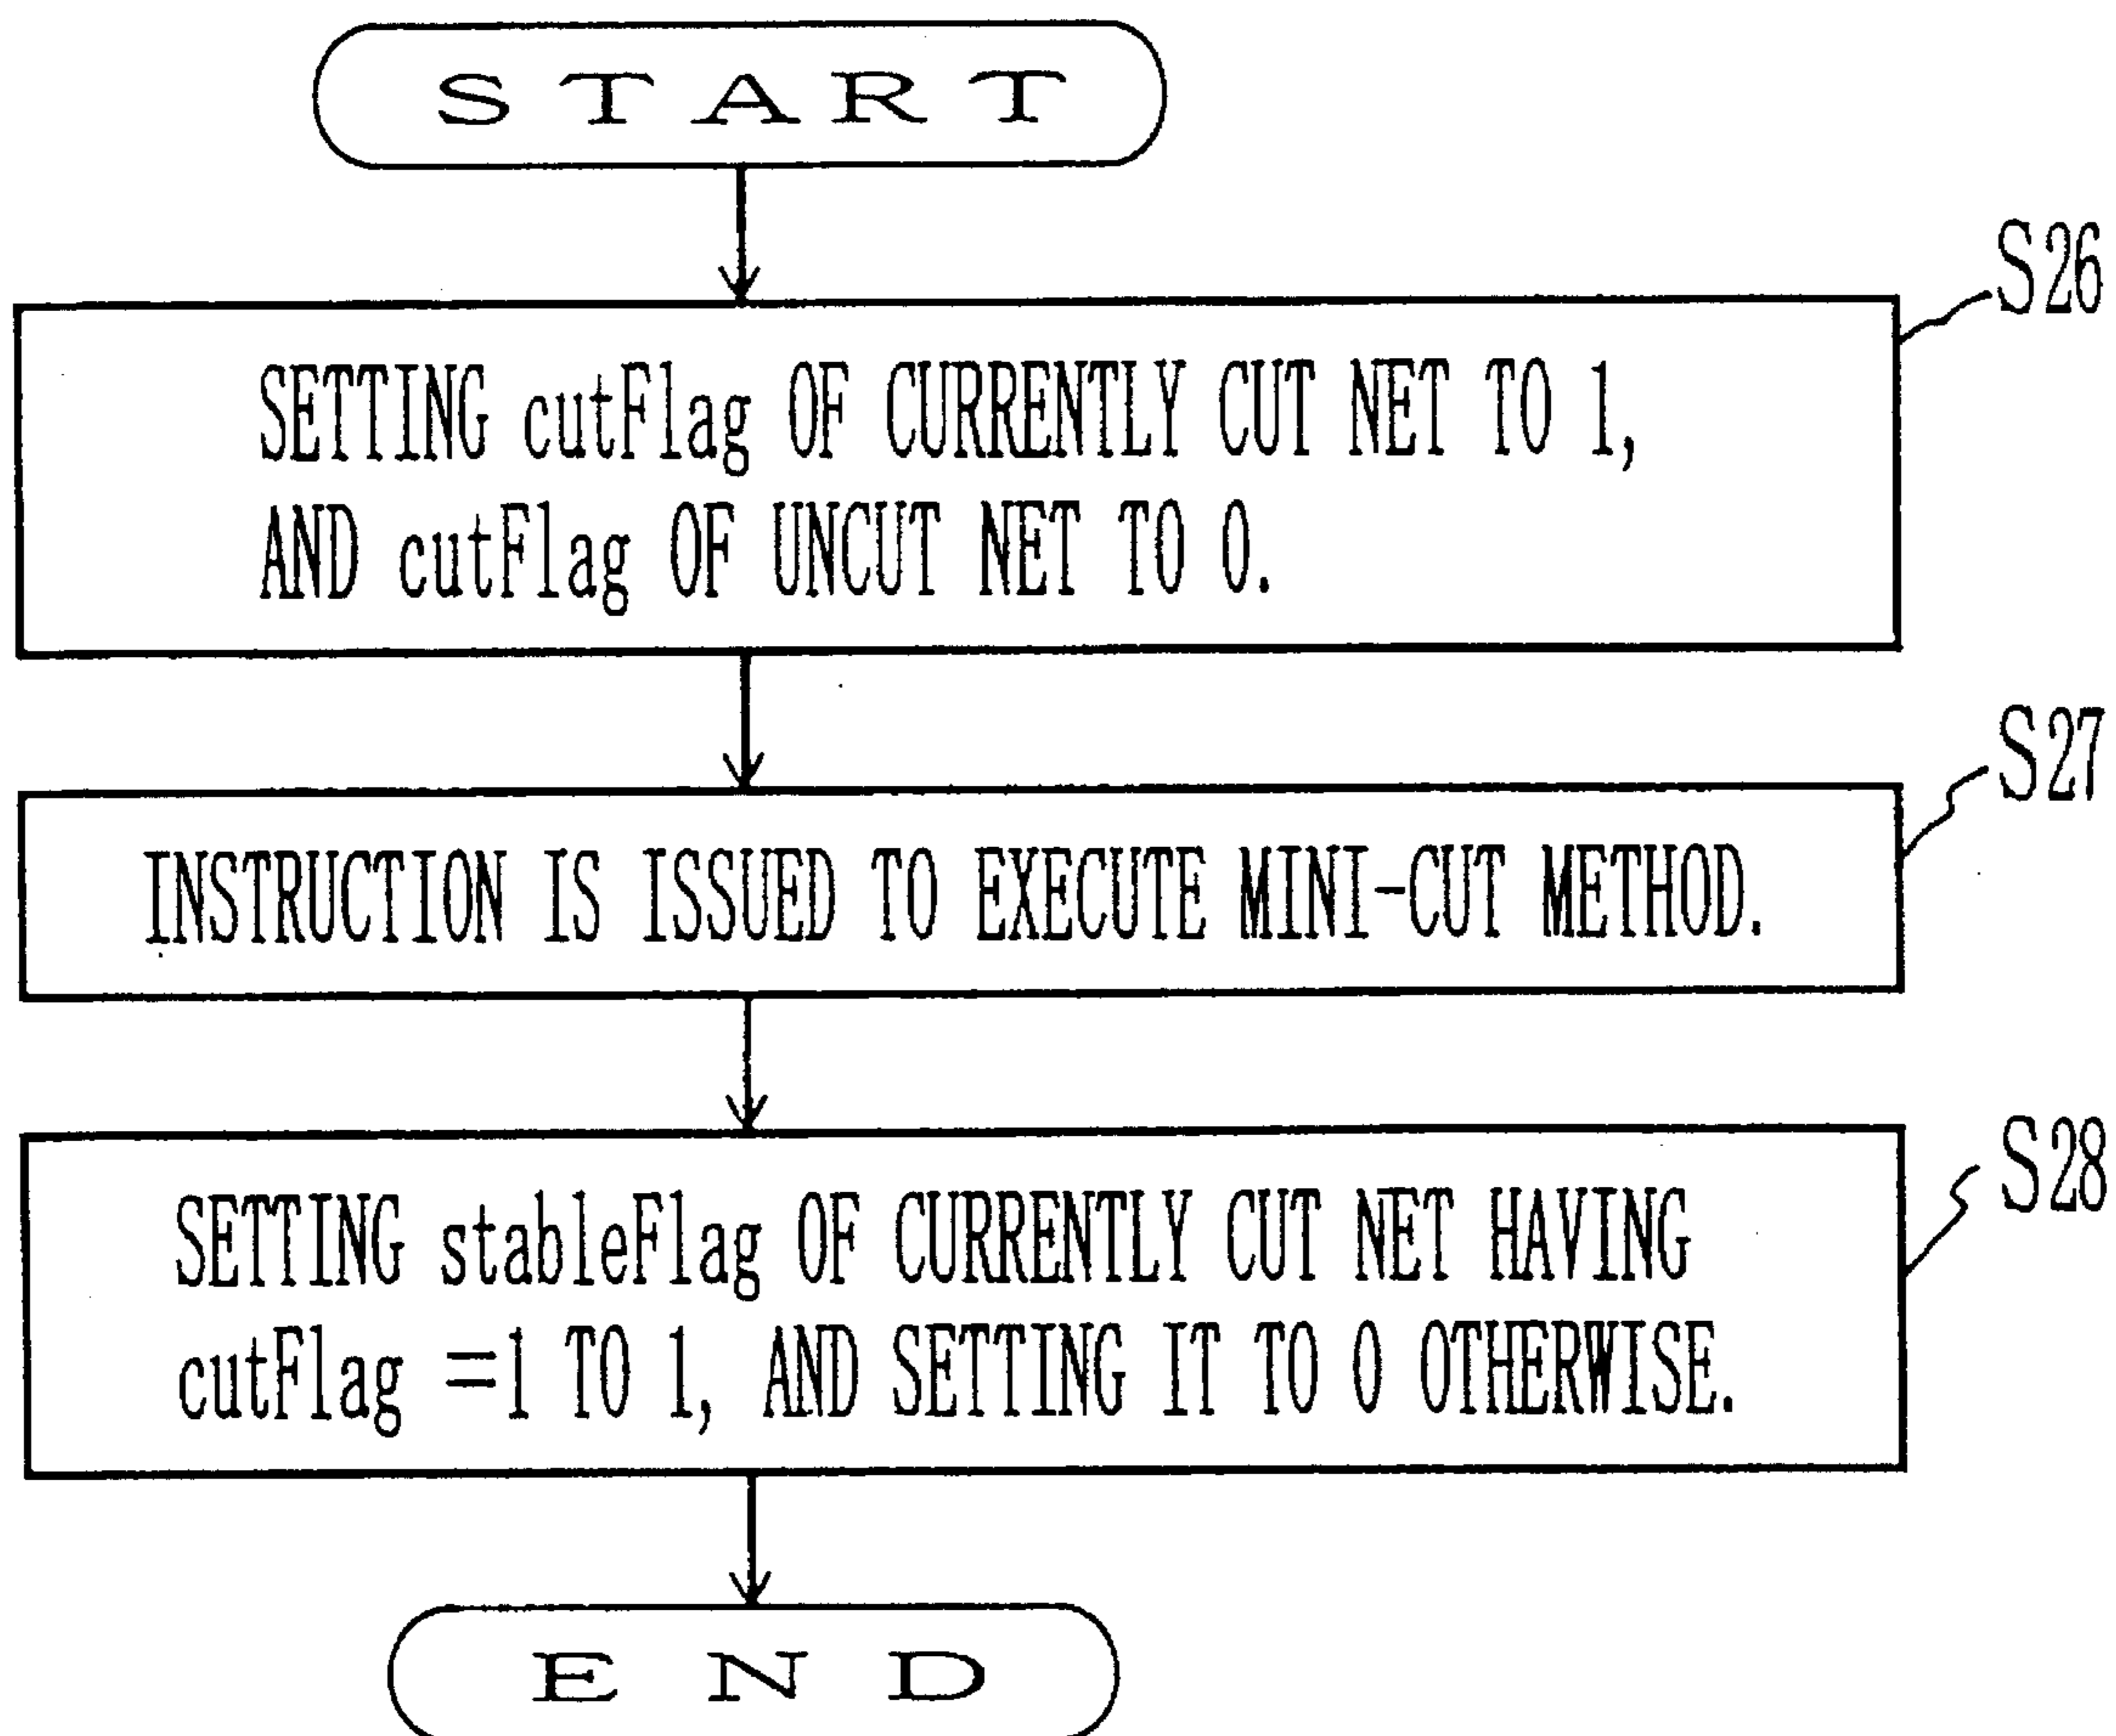 START
S26
SETTING cutFlag OF CURRENTLY CUT NET TO 1,
AND cutFlag OF UNCUT NET TO 0.
S27
INSTRUCTION IS ISSUED TO EXECUTE MINI-CUT METHOD.
S28
SETTING stableFlag OF CURRENTLY CUT NET HAVING
cutFlag =1 TO 1, AND SETTING IT TO 0 OTHERWISE.
END